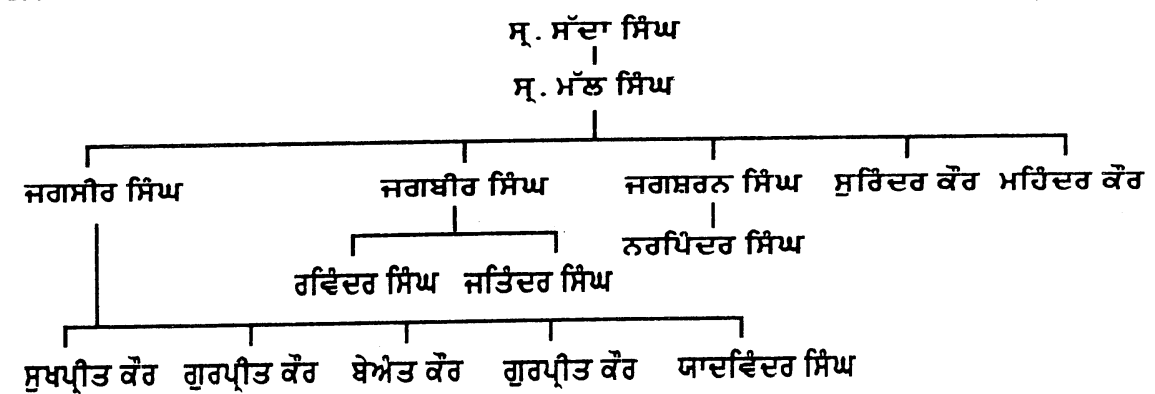 ਸ੍ਰ. ਸੱਦਾ ਸਿੰਘ
ਸ੍ਰ. ਮੱਲ ਸਿੰਘ
ਜਗਸੀਰ ਸਿੰਘ ਜਗਬੀਰ ਸਿੰਘ ਜਗਸ਼ਰਨ ਸਿੰਘ ਸੁਰਿੰਦਰ ਕੌਰ ਮਹਿੰਦਰ ਕੌਰ
ਨਰਪਿੰਦਰ ਸਿੰਘ
ਰਵਿੰਦਰ ਸਿੰਘ ਜਤਿੰਦਰ ਸਿੰਘ
ਸੁਖਪ੍ਰੀਤ ਕੌਰ ਗੁਰਪ੍ਰੀਤ ਕੌਰ ਬੇਅੰਤ ਕੌਰ ਗੁਰਪ੍ਰੀਤ ਕੌਰ ਯਾਦਵਿੰਦਰ ਸਿੰਘ